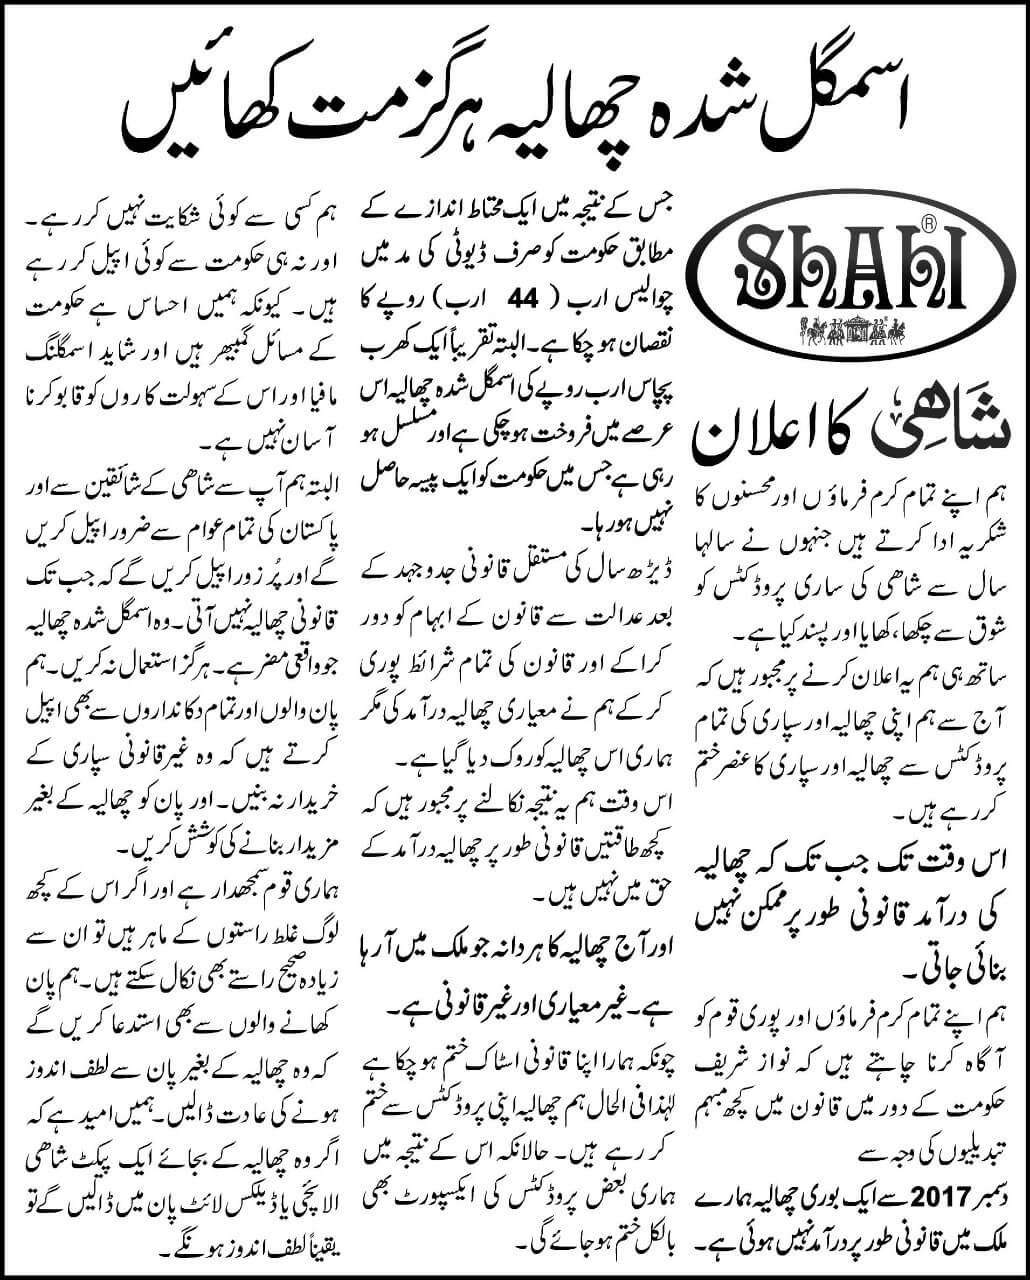 اسمگل شدہ چھالیہ ہرگز مت کھائیں
SHAHI®
شاھی کا اعلان
ہم اپنے تمام کرم فرماؤں اور محسنوں کا
شکریہ ادا کرتے ہیں جنہوں نے سالہا
سال سے شاھی کی ساری پروڈکٹس کو
شوق سے چکھا، کھایا اور پسند کیا ہے۔
ساتھ ہی ہم یہ اعلان کرنے پر مجبور ہیں کہ
آج سے ہم اپنی چھالیہ اور سپاری کی تمام
پروڈکٹس سے چھالیہ اور سپاری کا عنصر ختم
کررہے ہیں۔
اس وقت تک جب تک کہ چھالیہ
کی درآمد قانونی طور پر ممکن نہیں
بنائی جاتی۔
ہم اپنے تمام کرم فرماؤں اور پوری قوم کو
آگاہ کرنا چاہتے ہیں کہ نواز شریف
حکومت کے دور میں قانون میں کچھ مبہم
تبدیلیوں کی وجہ سے
دسمبر 2017 سے ایک بوری چھالیہ ہمارے
ملک میں قانونی طور پر درآمد نہیں ہوئی ہے۔
جس کے نتیجہ میں ایک محتاط اندازے کے
مطابق حکومت کو صرف ڈیوٹی کی مد میں
چوالیس ارب ( 44 ارب) روپے کا
نقصان ہوچکا ہے۔ البتہ تقریباً ایک کھرب
پچاس ارب روپے کی اسمگل شدہ چھالیہ اس
عرصے میں فروخت ہوچکی ہے اور مسلسل ہو
رہی ہے جس میں حکومت کو ایک پیسہ حاصل
نہیں ہو رہا۔
ڈیڑھ سال کی مستقل قانونی جدوجہد کے
بعد عدالت سے قانون کے ابہام کو دور
کراکے اور قانون کی تمام شرائط پوری
کرکے ہم نے معیاری چھالیہ درآمد کی مگر
ہماری اس چھالیہ کو روک دیا گیا ہے۔
اس وقت ہم یہ نتیجہ نکالنے پر مجبور ہیں کہ
کچھ طاقتیں قانونی طور پر چھالیہ درآمد کے
حق میں نہیں ہیں۔
اور آج چھالیہ کا ہر دانہ جو ملک میں آرہا
ہے۔ غیر معیاری اور غیر قانونی ہے۔
چونکہ ہمارا اپنا قانونی اسٹاک ختم ہوچکا ہے
لہٰذا فی الحال ہم چھالیہ اپنی پروڈکٹس سے ختم
کر رہے ہیں۔ حالانکہ اس کے نتیجہ میں
ہماری بعض پروڈکٹس کی ایکسپورٹ بھی
بالکل ختم ہوجائے گی۔
ہم کسی سے کوئی شکایت نہیں کررہے۔
اور نہ ہی حکومت سے کوئی اپیل کر رہے
ہیں۔ کیونکہ ہمیں احساس ہے حکومت
کے مسائل گمبھیر ہیں اور شاید اسمگلنگ
مافیا اور اس کے سہولت کاروں کو قابو کرنا
آسان نہیں ہے۔
البتہ ہم آپ سے شاھی کے شائقین سے اور
پاکستان کی تمام عوام سے ضرور اپیل کریں
گے اور پُر زور اپیل کریں گے کہ جب تک
قانونی چھالیہ نہیں آتی۔ وہ اسمگل شدہ چھالیہ
جو واقعی مضر ہے۔ ہرگز استعمال نہ کریں۔ ہم
پان والوں اور تمام دکانداروں سے بھی اپیل
کرتے ہیں کہ وہ غیر قانونی سپاری کے
خریدار نہ بنیں۔ اور پان کو چھالیہ کے بغیر
مزیدار بنانے کی کوشش کریں۔
ہماری قوم سمجھدار ہے اور اگر اس کے کچھ
لوگ غلط راستوں کے ماہر ہیں تو ان سے
زیادہ صحیح راستے بھی نکال سکتے ہیں۔ ہم پان
کھانے والوں سے بھی استدعا کریں گے
کہ وہ چھالیہ کے بغیر پان سے لطف اندوز
ہونے کی عادت ڈالیں۔ ہمیں امید ہے کہ
اگر وہ چھالیہ کے بجائے ایک پیکٹ شاھی
الائچی یا ڈیلکس لائٹ پان میں ڈالیں گے تو
یقیناً لطف اندوز ہونگے۔